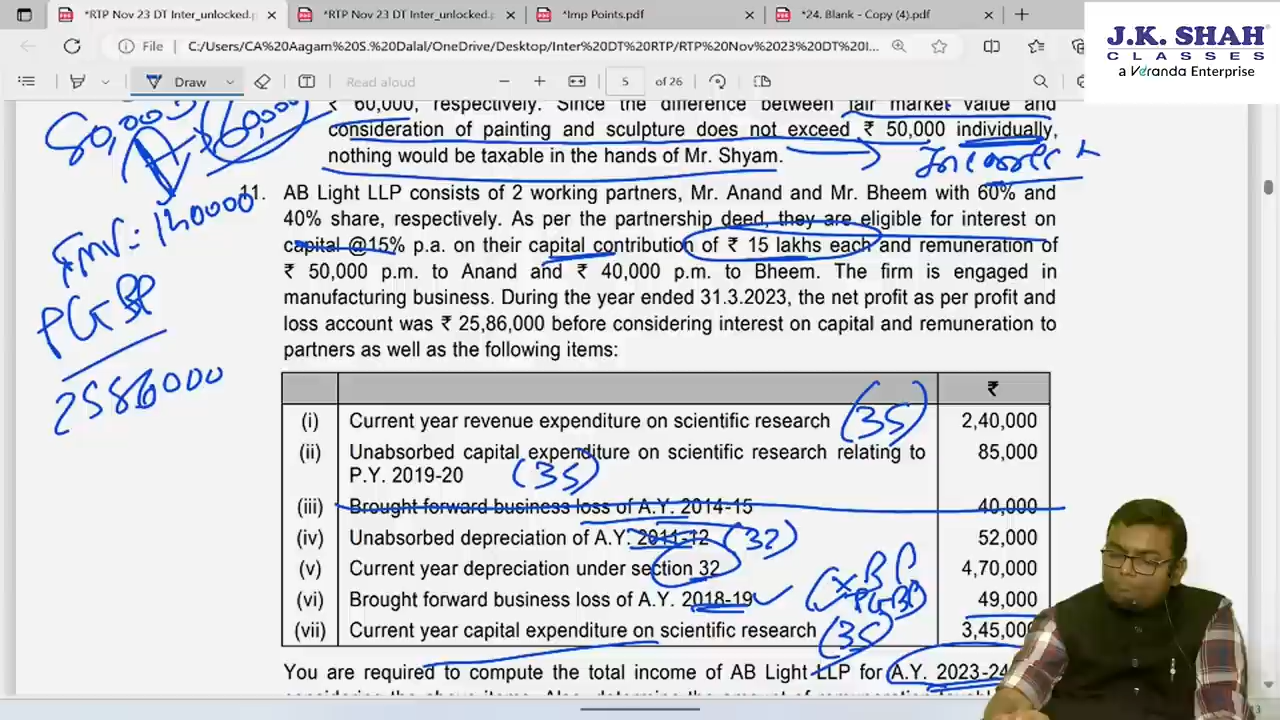 *RTP Nov 23 DT Inter_unlocked.p
*RTP Nov 23 DT Inter_unlocked.p
*Imp Points.pdf
*24. Blank - Copy (4).pdf
J.K. SHAH
CLASSES
a Veranda Enterprise
File
C:/Users/CA%20Aagam%20S.%20Dalal/OneDrive/Desktop/Inter%20DT%20RTP/RTP%20Nov%202023%20DT%20I...
Draw
Read aloud
5
of 26
₹ 60,000, respectively. Since the difference between fair market value and
consideration of painting and sculpture does not exceed ₹ 50,000 individually,
nothing would be taxable in the hands of Mr. Shyam.
Incorrect
80,000
60,000
FMV: 140000
PGBP
2586000
11. AB Light LLP consists of 2 working partners, Mr. Anand and Mr. Bheem with 60% and
40% share, respectively. As per the partnership deed, they are eligible for interest on
capital @15% p.a. on their capital contribution of ₹ 15 lakhs each and remuneration of
₹ 50,000 p.m. to Anand and ₹ 40,000 p.m. to Bheem. The firm is engaged in
manufacturing business. During the year ended 31.3.2023, the net profit as per profit and
loss account was ₹ 25,86,000 before considering interest on capital and remuneration to
partners as well as the following items:
₹
(i) Current year revenue expenditure on scientific research (35) 2,40,000
(ii) Unabsorbed capital expenditure on scientific research relating to 85,000
P.Y. 2019-20 (35)
(iii) Brought forward business loss of A.Y. 2014-15 40,000
(iv) Unabsorbed depreciation of A.Y. 2011-12 (32) 52,000
(v) Current year depreciation under section 32 4,70,000
(vi) Brought forward business loss of A.Y. 2018-19 49,000
PGBP
(vii) Current year capital expenditure on scientific research (35) 3,45,000
You are required to compute the total income of AB Light LLP for A.Y. 2023-24